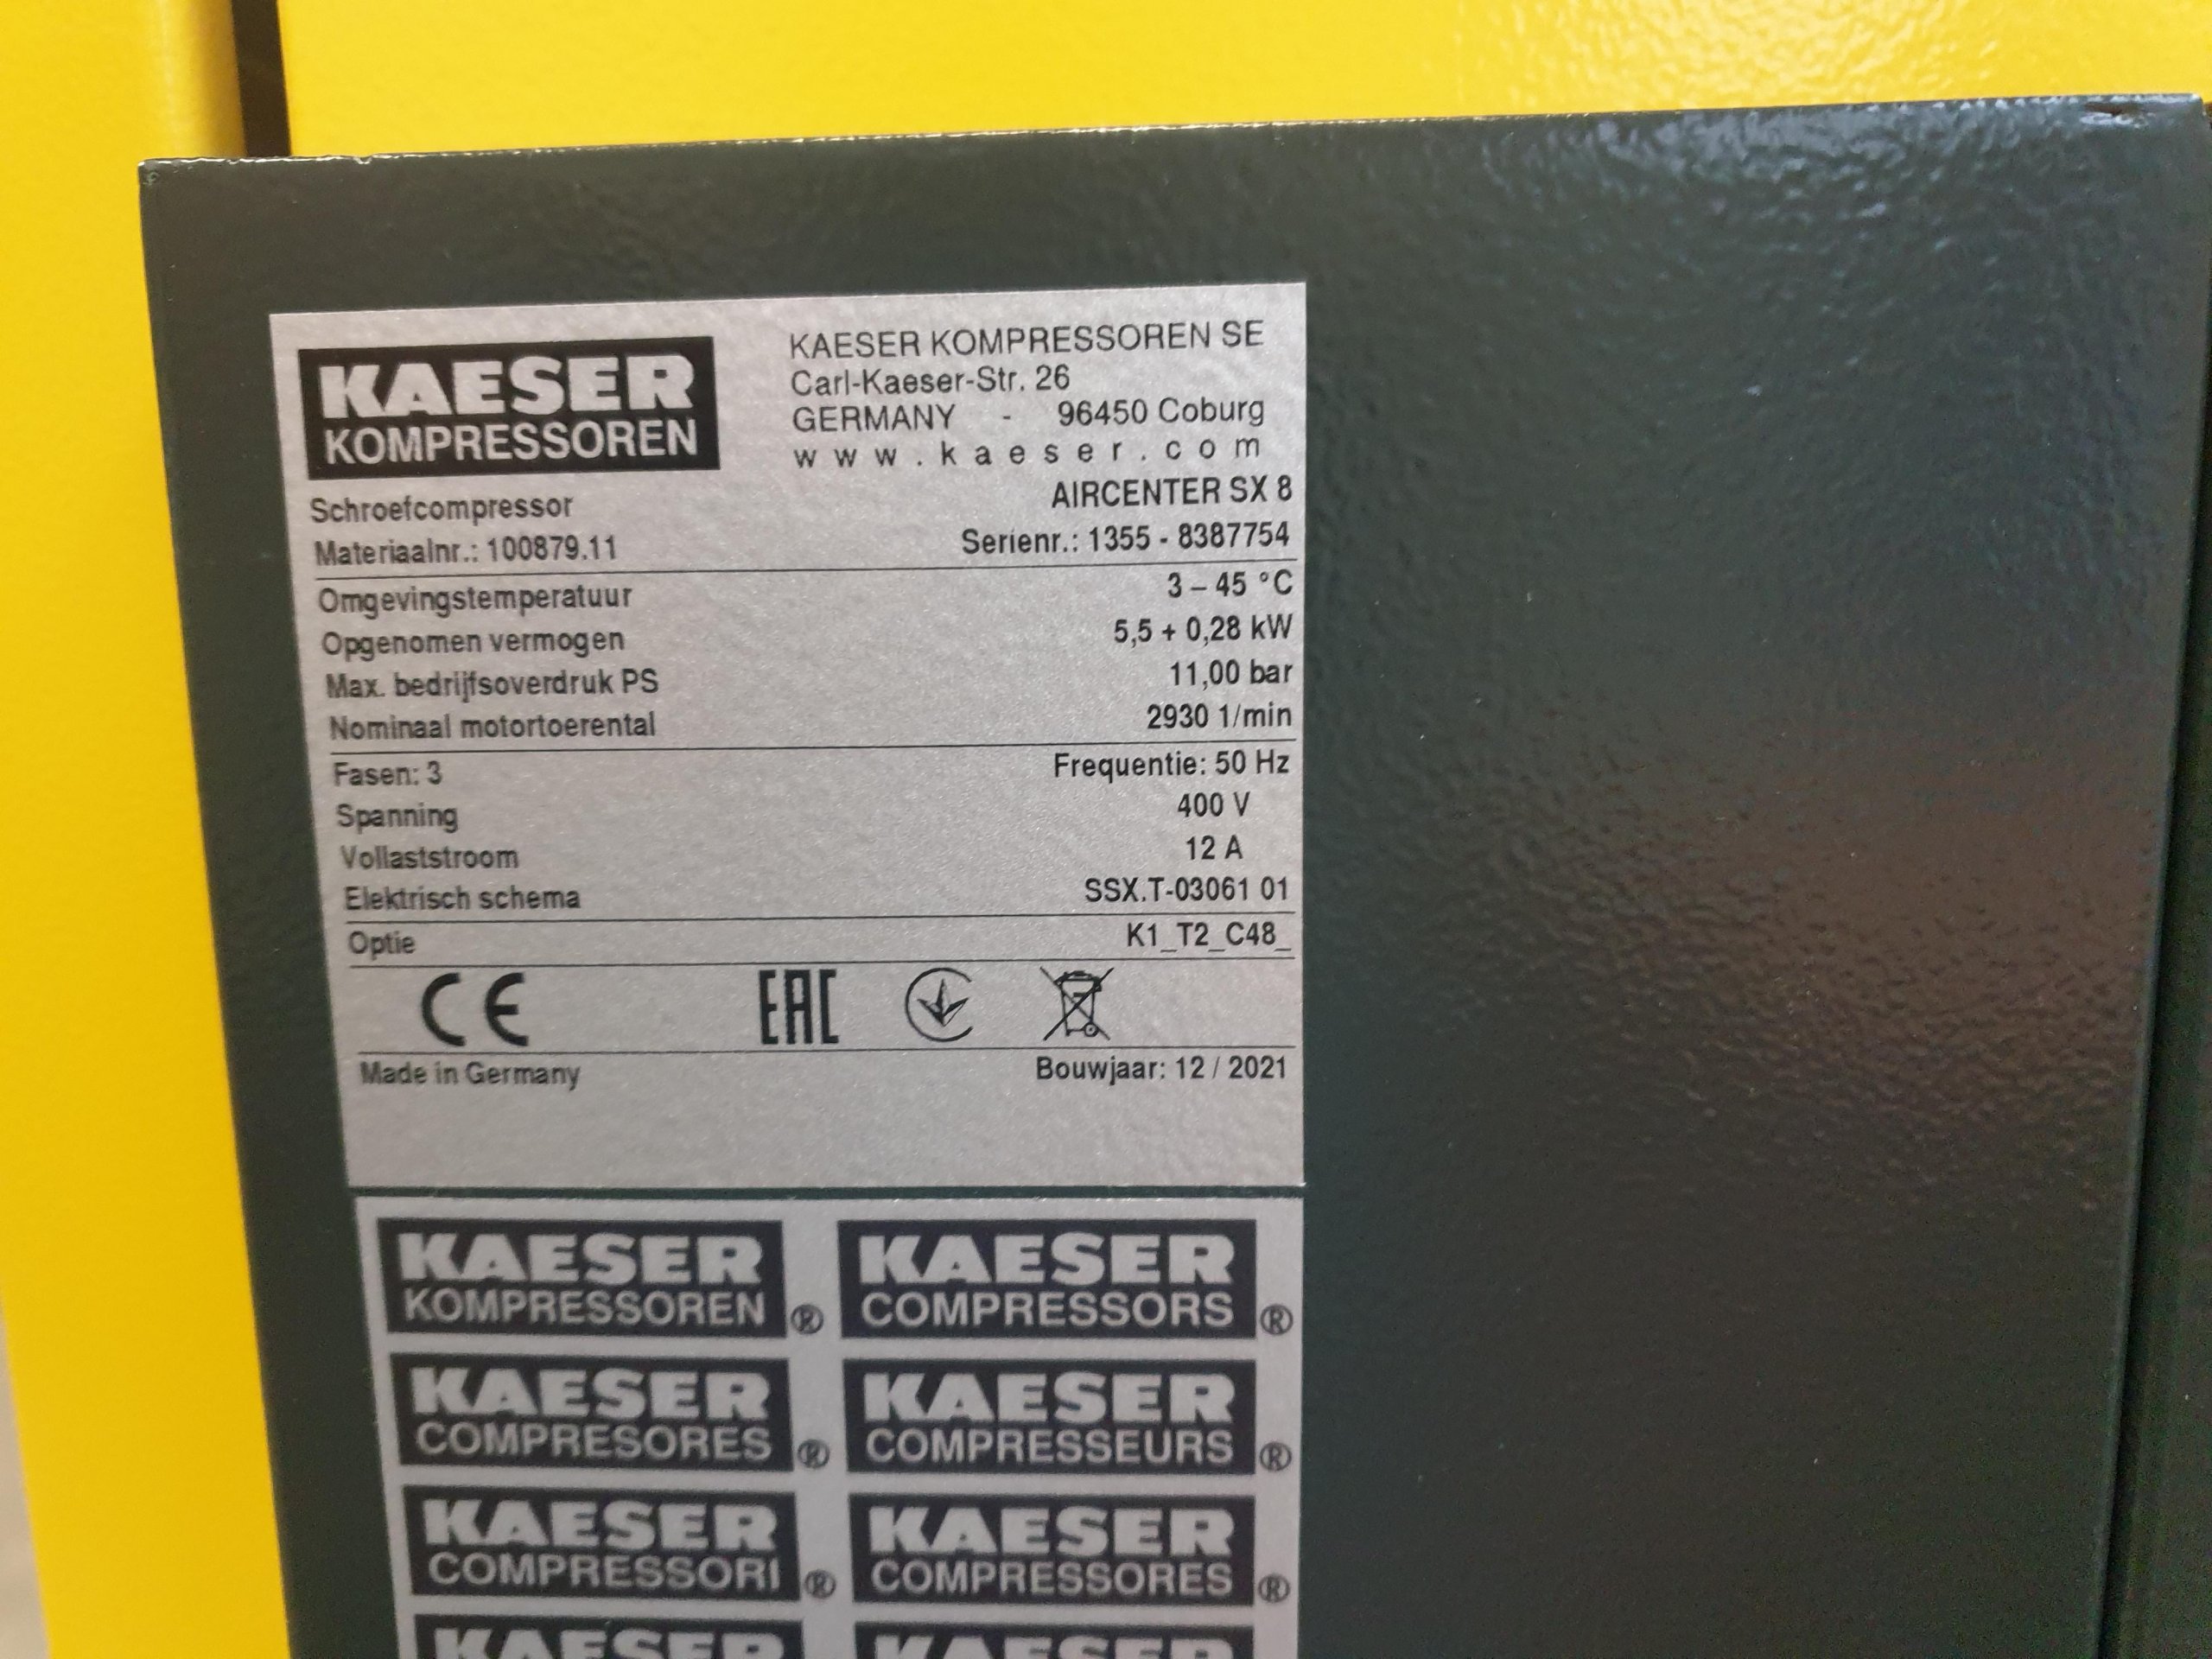 KAESER
KOMPRESSOREN
KAESER KOMPRESSOREN SE
Carl-Kaeser-Str. 26
GERMANY - 96450 Coburg
www.kaeser.com
Schroefcompressor AIRCENTER SX 8
Materiaalnr.: 100879.11 Serienr.: 1355 - 8387754
Omgevingstemperatuur 3 – 45 °C
Opgenomen vermogen 5,5 + 0,28 kW
Max. bedrijfsoverdruk PS 11,00 bar
Nominaal motortoerental 2930 1/min
Fasen: 3 Frequentie: 50 Hz
Spanning 400 V
Vollaststroom 12 A
Elektrisch schema SSX.T-03061 01
Optie K1_T2_C48_
CE EAC
Made in Germany Bouwjaar: 12 / 2021
KAESER KAESER
KOMPRESSOREN ® COMPRESSORS ®
KAESER KAESER
COMPRESORES ® COMPRESSEURS ®
KAESER KAESER
COMPRESSORI ® COMPRESSORES ®
KAESER KAESER